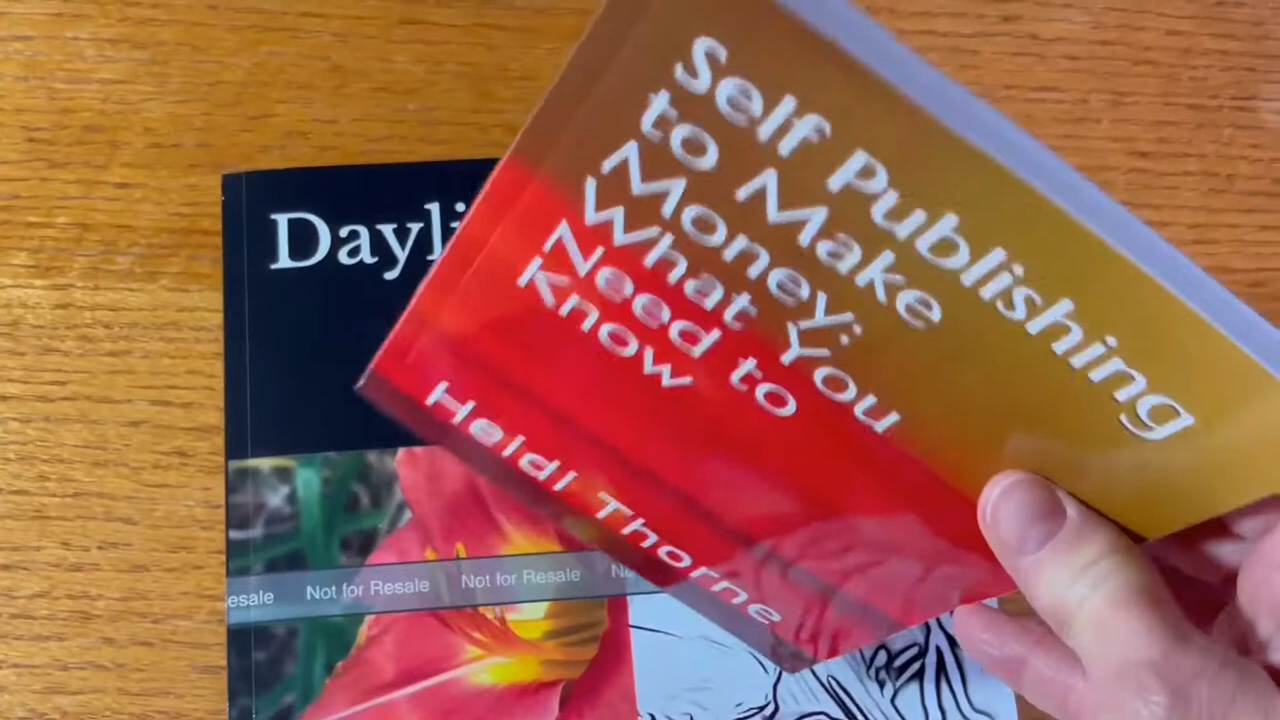 Self Publishing
to Make
Money:
What You
Need to
Know
Heidi Thorne
Dayli
esale Not for Resale Not for Resale